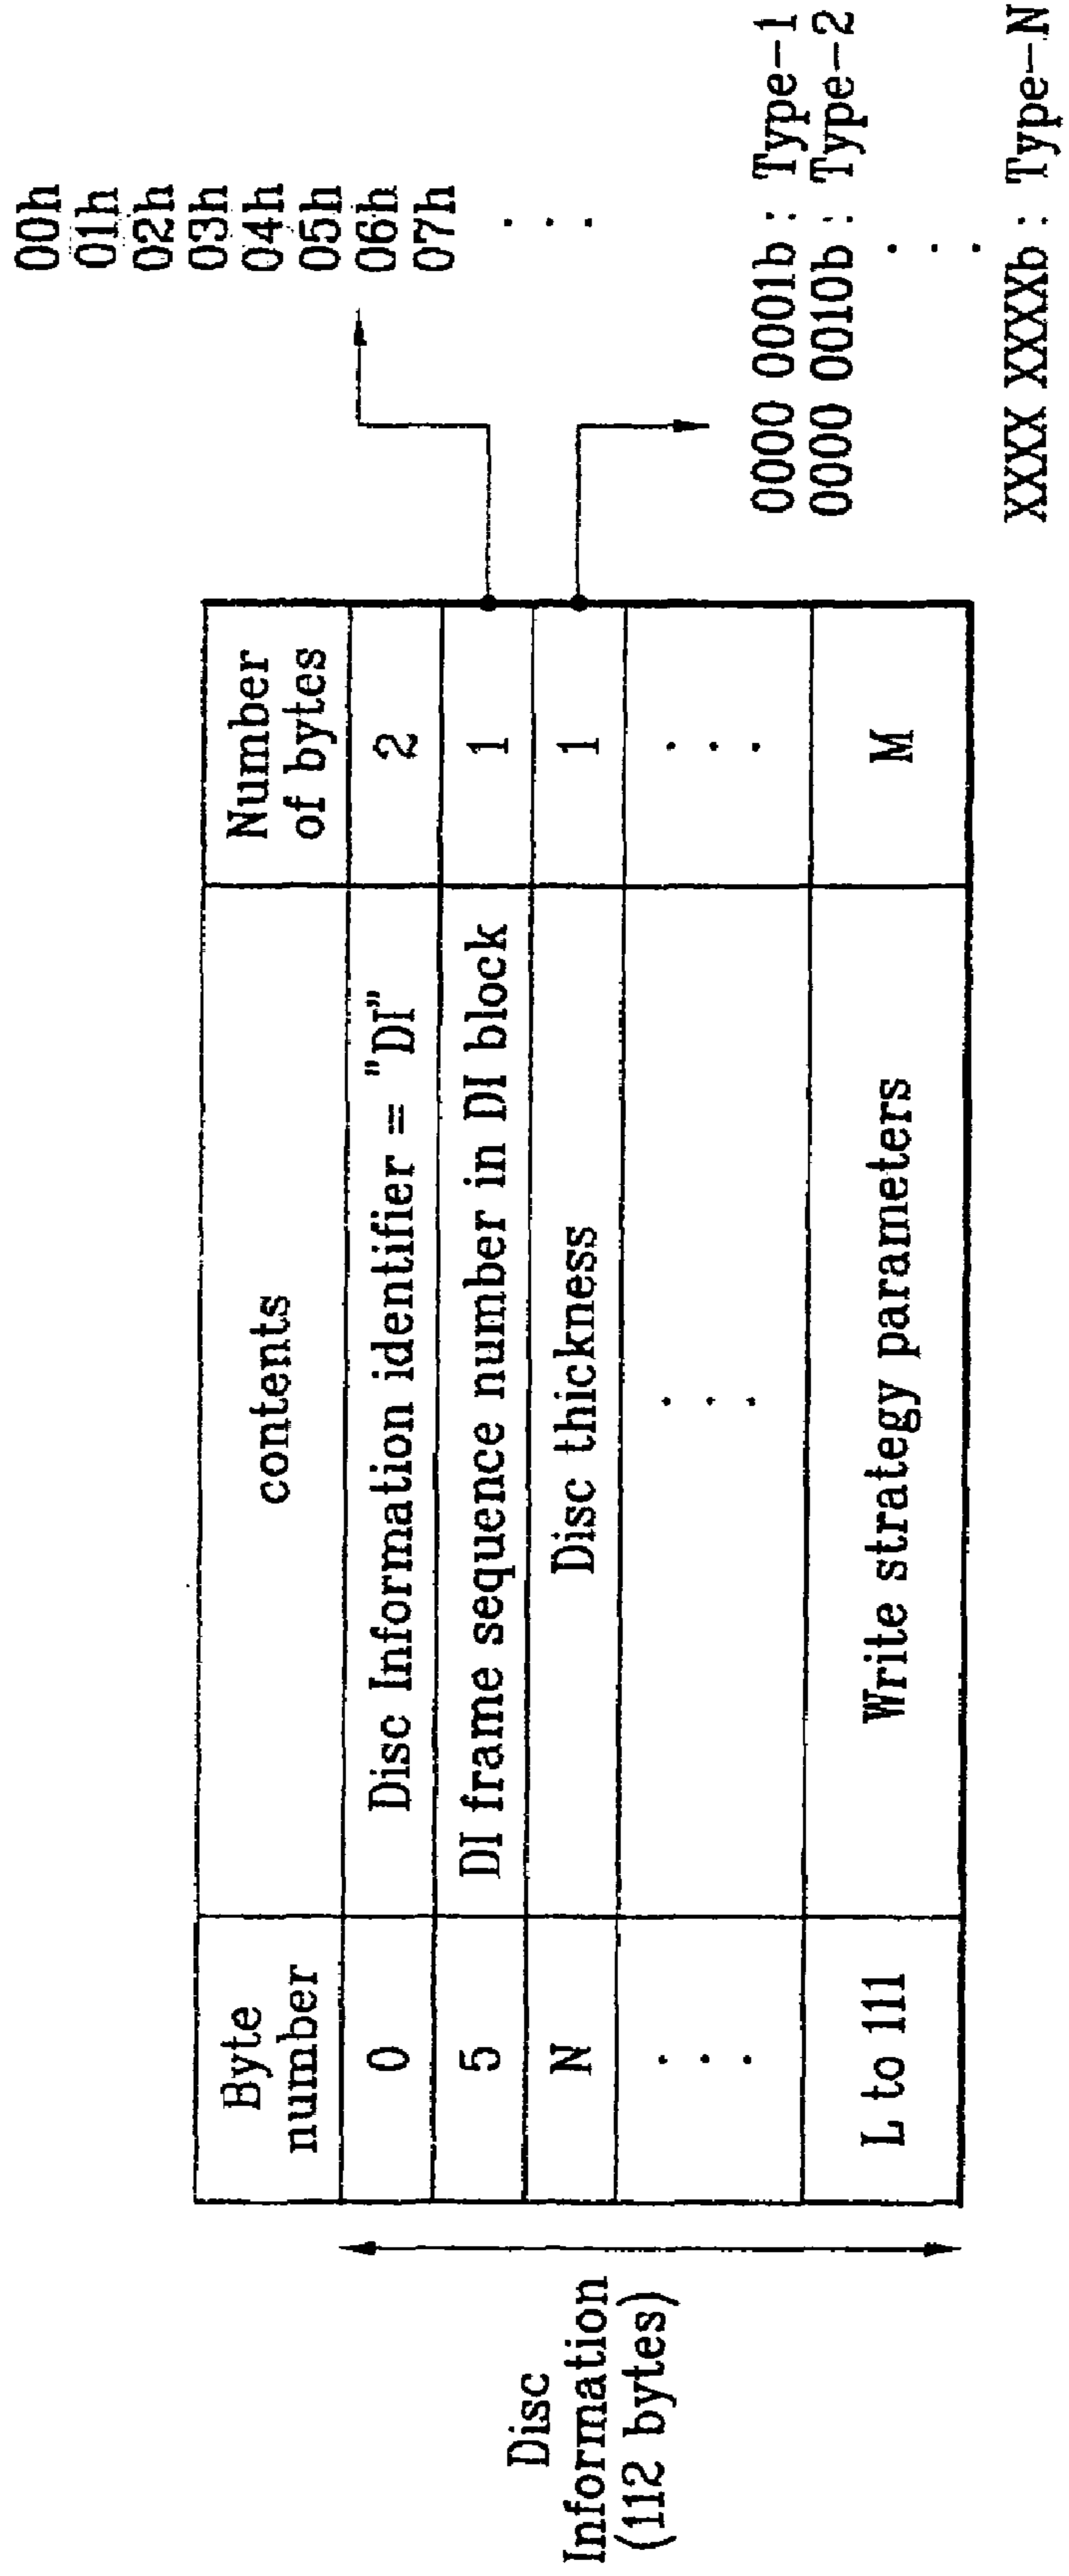 00h
01h
02h
03h
04h
05h
06h
07h
. . .
Byte number
contents
Number of bytes
0
Disc Information identifier = "DI"
2
5
DI frame sequence number in DI block
1
N
Disc thickness
1
. . .
. . .
. . .
L to 111
Write strategy parameters
M
Disc
Information
(112 bytes)
0000 0001b : Type-1
0000 0010b : Type-2
. . .
XXXX XXXXb : Type-N